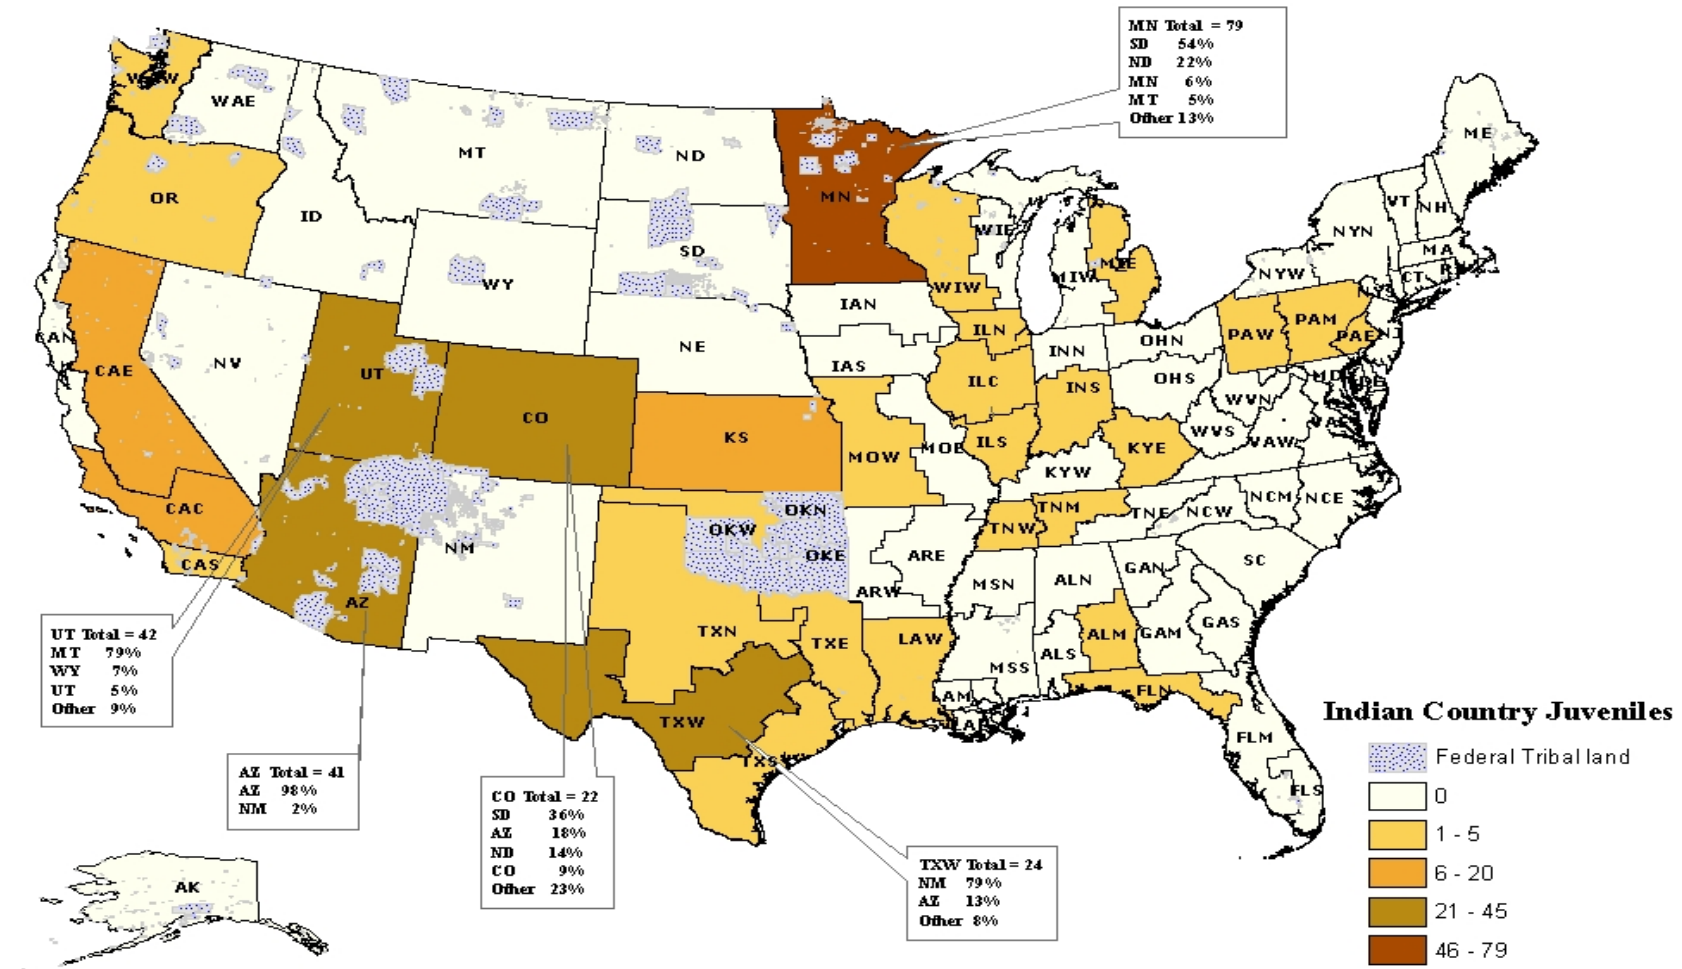 MN Total = 79
SD 54%
ND 22%
MN 6%
MT 5%
Other 13%
WAE
MT
ND
ME
OR
ID
MN
VT
NH
WIE
NYN
SD
MA
WY
MIW
MIE
NYW
CT
WIW
IAN
ILN
PAM
PAW
PAE
NJ
NE
OHN
NV
INN
IAS
UT
CAE
ILC
OHS
MD
DE
INS
WVN
CO
KS
WVS
VAW
ILS
KYE
MOE
MOW
KYW
NCM
NCE
CAC
OKN
TNM
TNE
NCW
OKW
TNW
NM
OKE
ARE
SC
CAS
GAN
ALN
MSN
ARW
AZ
GAS
TXN
LAW
ALM
GAM
TXE
ALS
MSS
FLN
LAM
TXW
FLM
TXS
FLS
AK
UT Total = 42
MT 79%
WY 7%
UT 5%
Other 9%
AZ Total = 41
AZ 98%
NM 2%
CO Total = 22
SD 36%
AZ 18%
ND 14%
CO 9%
Other 23%
TXW Total = 24
NM 79%
AZ 13%
Other 8%
Indian Country Juveniles
Federal Tribal land
0
1 - 5
6 - 20
21 - 45
46 - 79